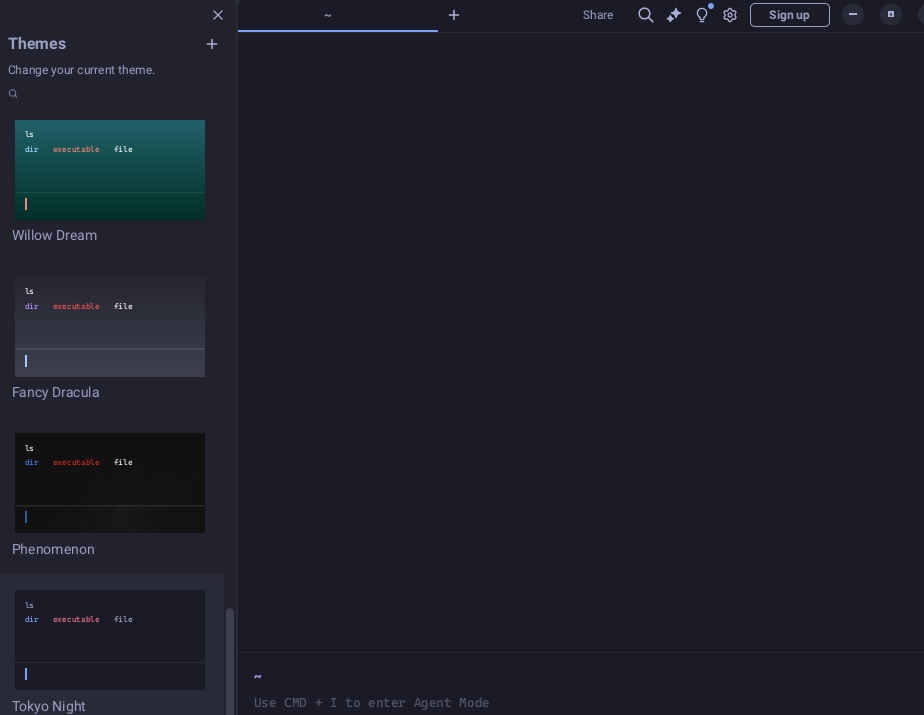 ~
Share
Sign up
Themes
Change your current theme.
ls
dir executable file
Willow Dream
ls
dir executable file
Fancy Dracula
ls
dir executable file
Phenomenon
ls
dir executable file
Tokyo Night
~
Use CMD + I to enter Agent Mode